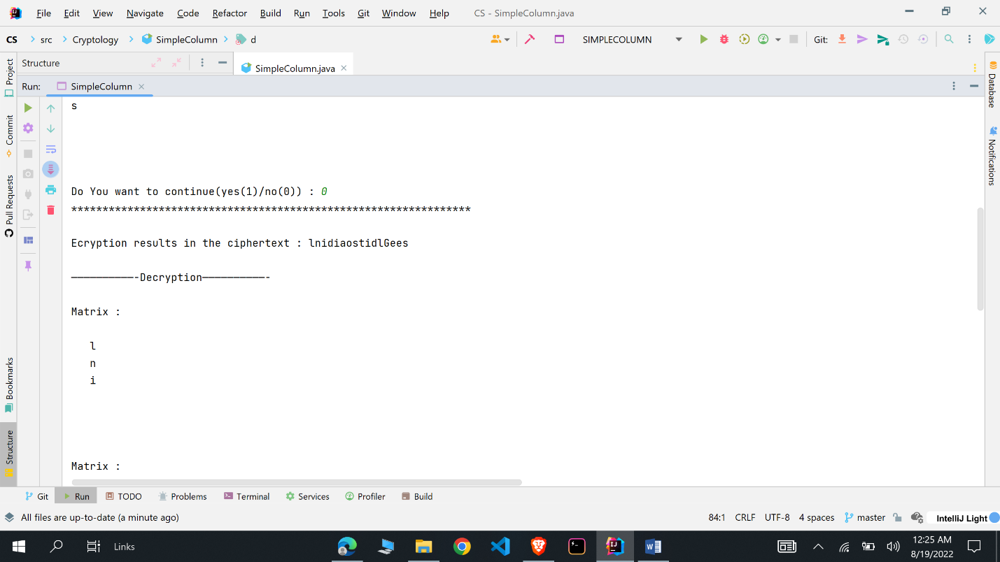 File Edit View Navigate Code Refactor Build Run Tools Git Window Help CS - SimpleColumn.java
CS src Cryptology SimpleColumn d SIMPLECOLUMN Git:
Project Structure SimpleColumn.java
Run: SimpleColumn
s
Do You want to continue(yes(1)/no(0)) : 0
****************************************************************
Ecryption results in the ciphertext : lnidiaostidlGees
——————————-Decryption——————————-
Matrix :
l
n
i
Matrix :
Commit
Pull Requests
Bookmarks
Structure
Database
Notifications
Git Run TODO Problems Terminal Services Profiler Build
All files are up-to-date (a minute ago) 84:1 CRLF UTF-8 4 spaces master IntelliJ Light
Links 12:25 AM
8/19/2022